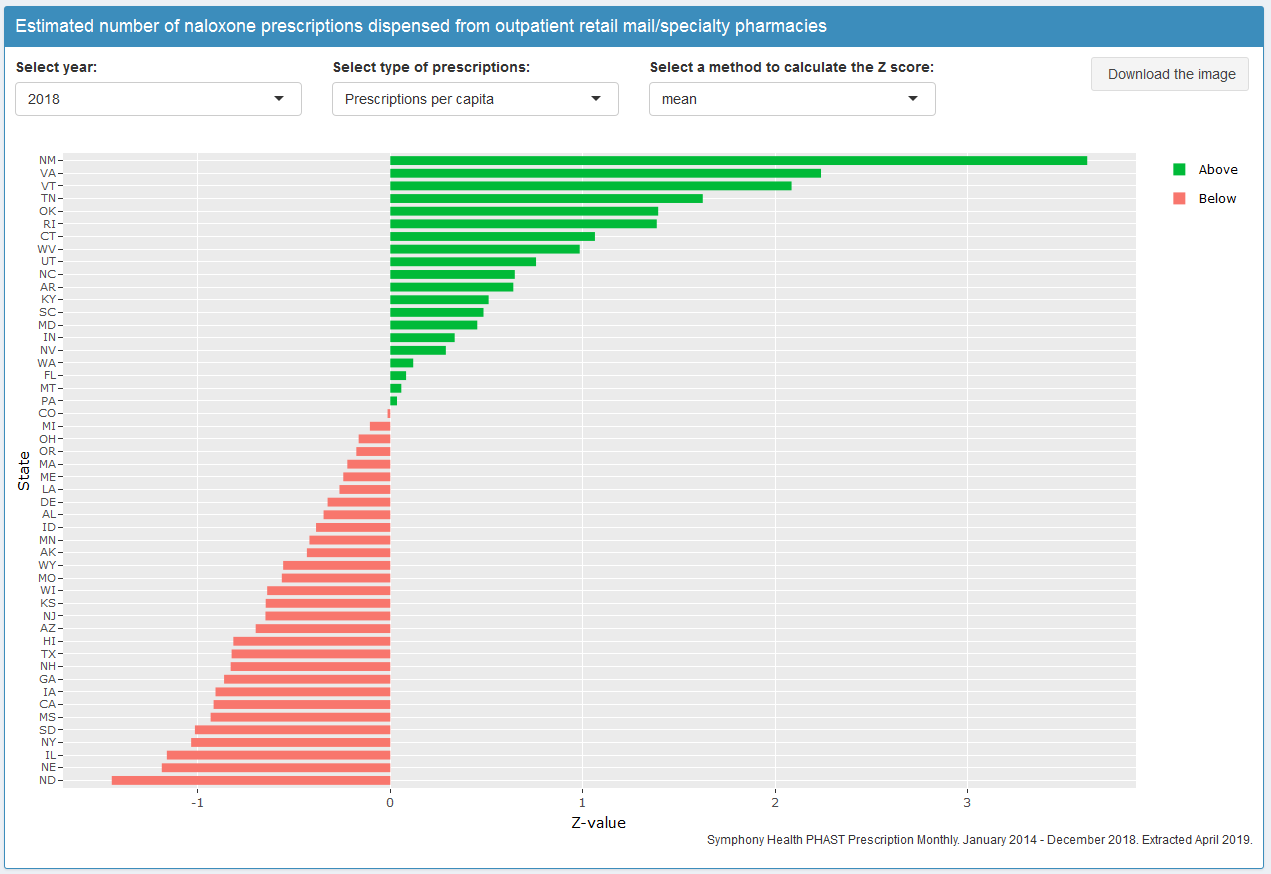 Estimated number of naloxone prescriptions dispensed from outpatient retail mail/specialty pharmacies
Select year:
Select type of prescriptions:
Select a method to calculate the Z score:
Download the image
2018
Prescriptions per capita
mean
NM
VA
VT
TN
OK
RI
CT
WV
UT
NC
AR
KY
SC
MD
IN
NV
WA
FL
MT
PA
CO
MI
OH
OR
MA
ME
LA
DE
AL
ID
MN
AK
WY
MO
WI
KS
NJ
AZ
HI
TX
NH
GA
IA
CA
MS
SD
NY
IL
NE
ND
State
-1
0
1
2
3
Z-value
Above
Below
Symphony Health PHAST Prescription Monthly. January 2014 - December 2018. Extracted April 2019.